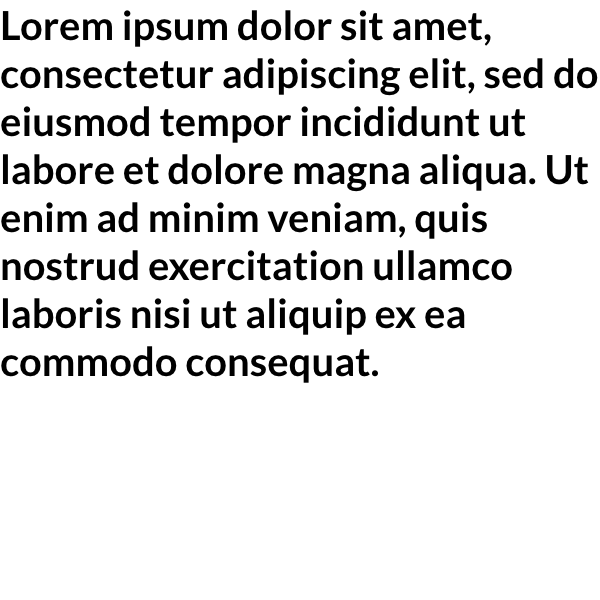 Lorem ipsum dolor sit amet,
consectetur adipiscing elit, sed do
eiusmod tempor incididunt ut
labore et dolore magna aliqua. Ut
enim ad minim veniam, quis
nostrud exercitation ullamco
laboris nisi ut aliquip ex ea
commodo consequat.